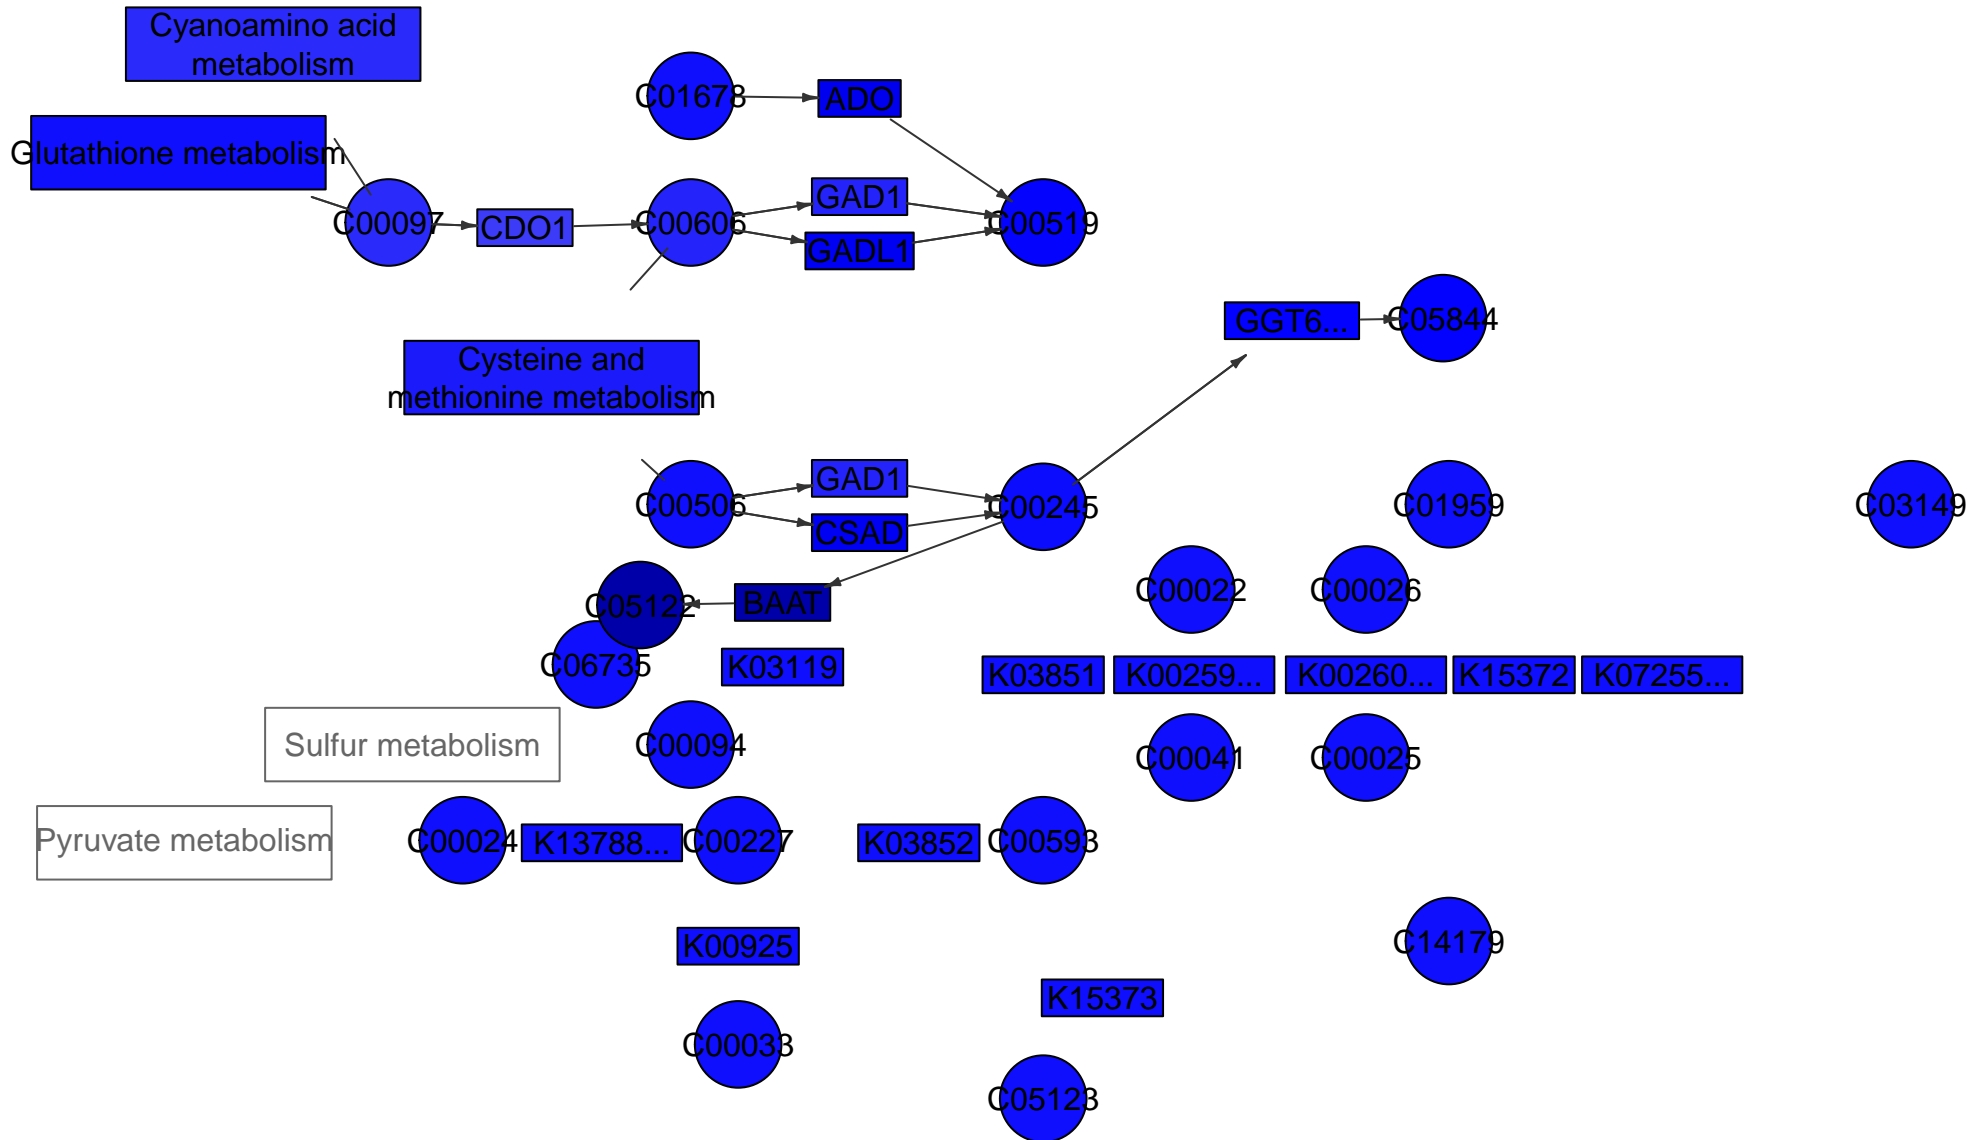 Cyanoamino acid
metabolism
C01678
ADO
Glutathione metabolism
C00097
CDO1
C00606
GAD1
GADL1
C00519
GGT6...
C05844
Cysteine and
methionine metabolism
C00506
GAD1
CSAD
C00245
C01959
C03149
C05122
BAAT
C00022
C00026
C06735
K03119
K03851
K00259...
K00260...
K15372
K07255...
Sulfur metabolism
C00094
C00041
C00025
Pyruvate metabolism
C00024
K13788...
C00227
K03852
C00593
K00925
C14179
K15373
C00033
C05123